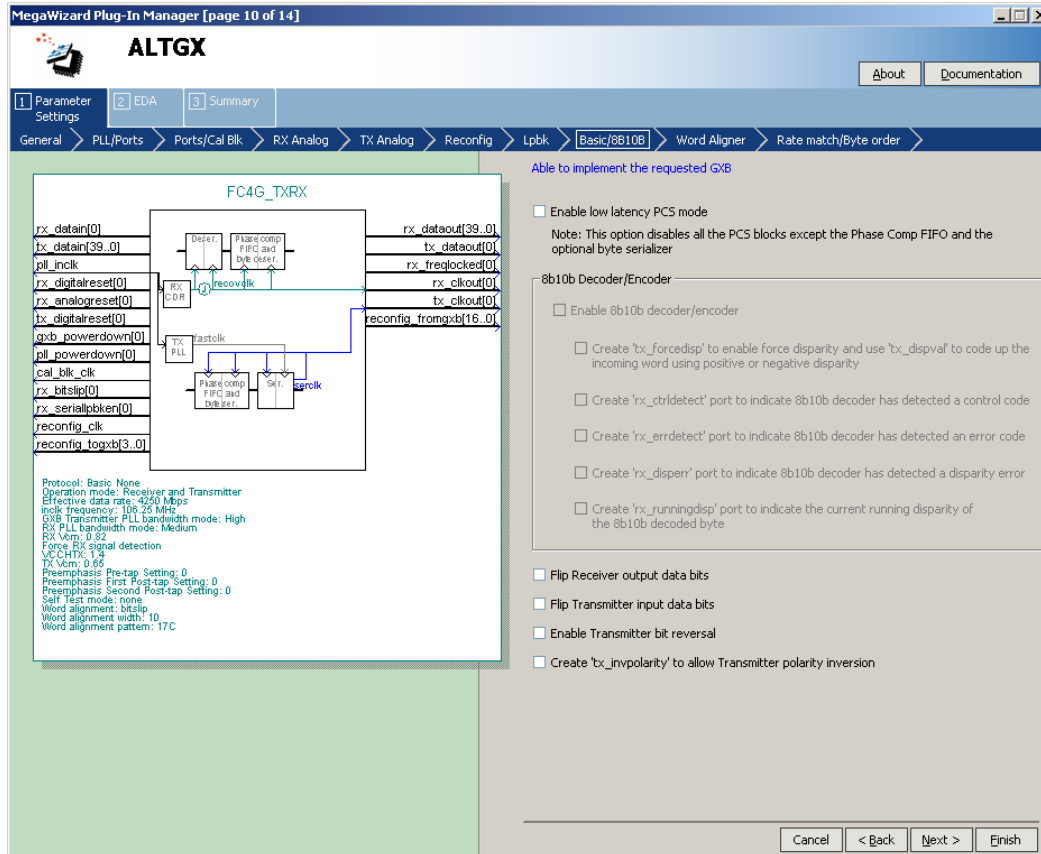 MegaWizard Plug-In Manager [page 10 of 14]
ALTGX
About
Documentation
1 Parameter Settings
2 EDA
3 Summary
General
PLL/Ports
Ports/Cal Blk
RX Analog
TX Analog
Reconfig
Lpbk
Basic/8B10B
Word Aligner
Rate match/Byte order
FC4G_TXRX
rx_datain[0]
tx_datain[39..0]
pll_inclk
rx_digitalreset[0]
rx_analogreset[0]
tx_digitalreset[0]
gxb_powerdown[0]
pll_powerdown[0]
cal_blk_clk
rx_bitslip[0]
rx_seriallpbken[0]
reconfig_clk
reconfig_togxb[3..0]
Deser.
Phase comp
FIFO and
byte deser.
RX
CDR
recovclk
TX
PLL
fastclk
Phase comp
FIFO and
byte ser.
Ser.
serclk
rx_dataout[39..0]
tx_dataout[0]
rx_freqlocked[0]
rx_clkout[0]
tx_clkout[0]
reconfig_fromgxb[16..0]
Protocol: Basic None
Operation mode: Receiver and Transmitter
Effective data rate: 4250 Mbps
inclk frequency: 106.25 MHz
GXB Transmitter PLL bandwidth mode: High
RX PLL bandwidth mode: Medium
RX Vcm: 0.82
Force RX signal detection
VCCHTX: 1.4
TX Vcm: 0.65
Preemphasis Pre-tap Setting: 0
Preemphasis First Post-tap Setting: 0
Preemphasis Second Post-tap Setting: 0
Self Test mode: none
Word alignment: bitslip
Word alignment width: 10
Word alignment pattern: 17C
Able to implement the requested GXB
Enable low latency PCS mode
Note: This option disables all the PCS blocks except the Phase Comp FIFO and the
optional byte serializer
8b10b Decoder/Encoder
Enable 8b10b decoder/encoder
Create 'tx_forcedisp' to enable force disparity and use 'tx_dispval' to code up the
incoming word using positive or negative disparity
Create 'rx_ctrldetect' port to indicate 8b10b decoder has detected a control code
Create 'rx_errdetect' port to indicate 8b10b decoder has detected an error code
Create 'rx_disperr' port to indicate 8b10b decoder has detected a disparity error
Create 'rx_runningdisp' port to indicate the current running disparity of
the 8b10b decoded byte
Flip Receiver output data bits
Flip Transmitter input data bits
Enable Transmitter bit reversal
Create 'tx_invpolarity' to allow Transmitter polarity inversion
Cancel
< Back
Next >
Finish